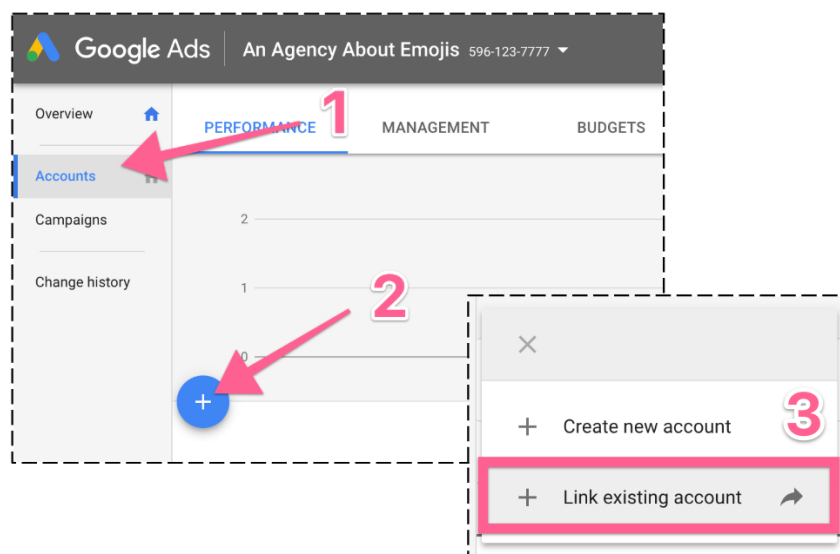 Google Ads An Agency About Emojis 596-123-7777
Overview
1
PERFORMANCE MANAGEMENT BUDGETS
Accounts
Campaigns
2
Change history
1
2
0
+
3
+ Create new account
+ Link existing account